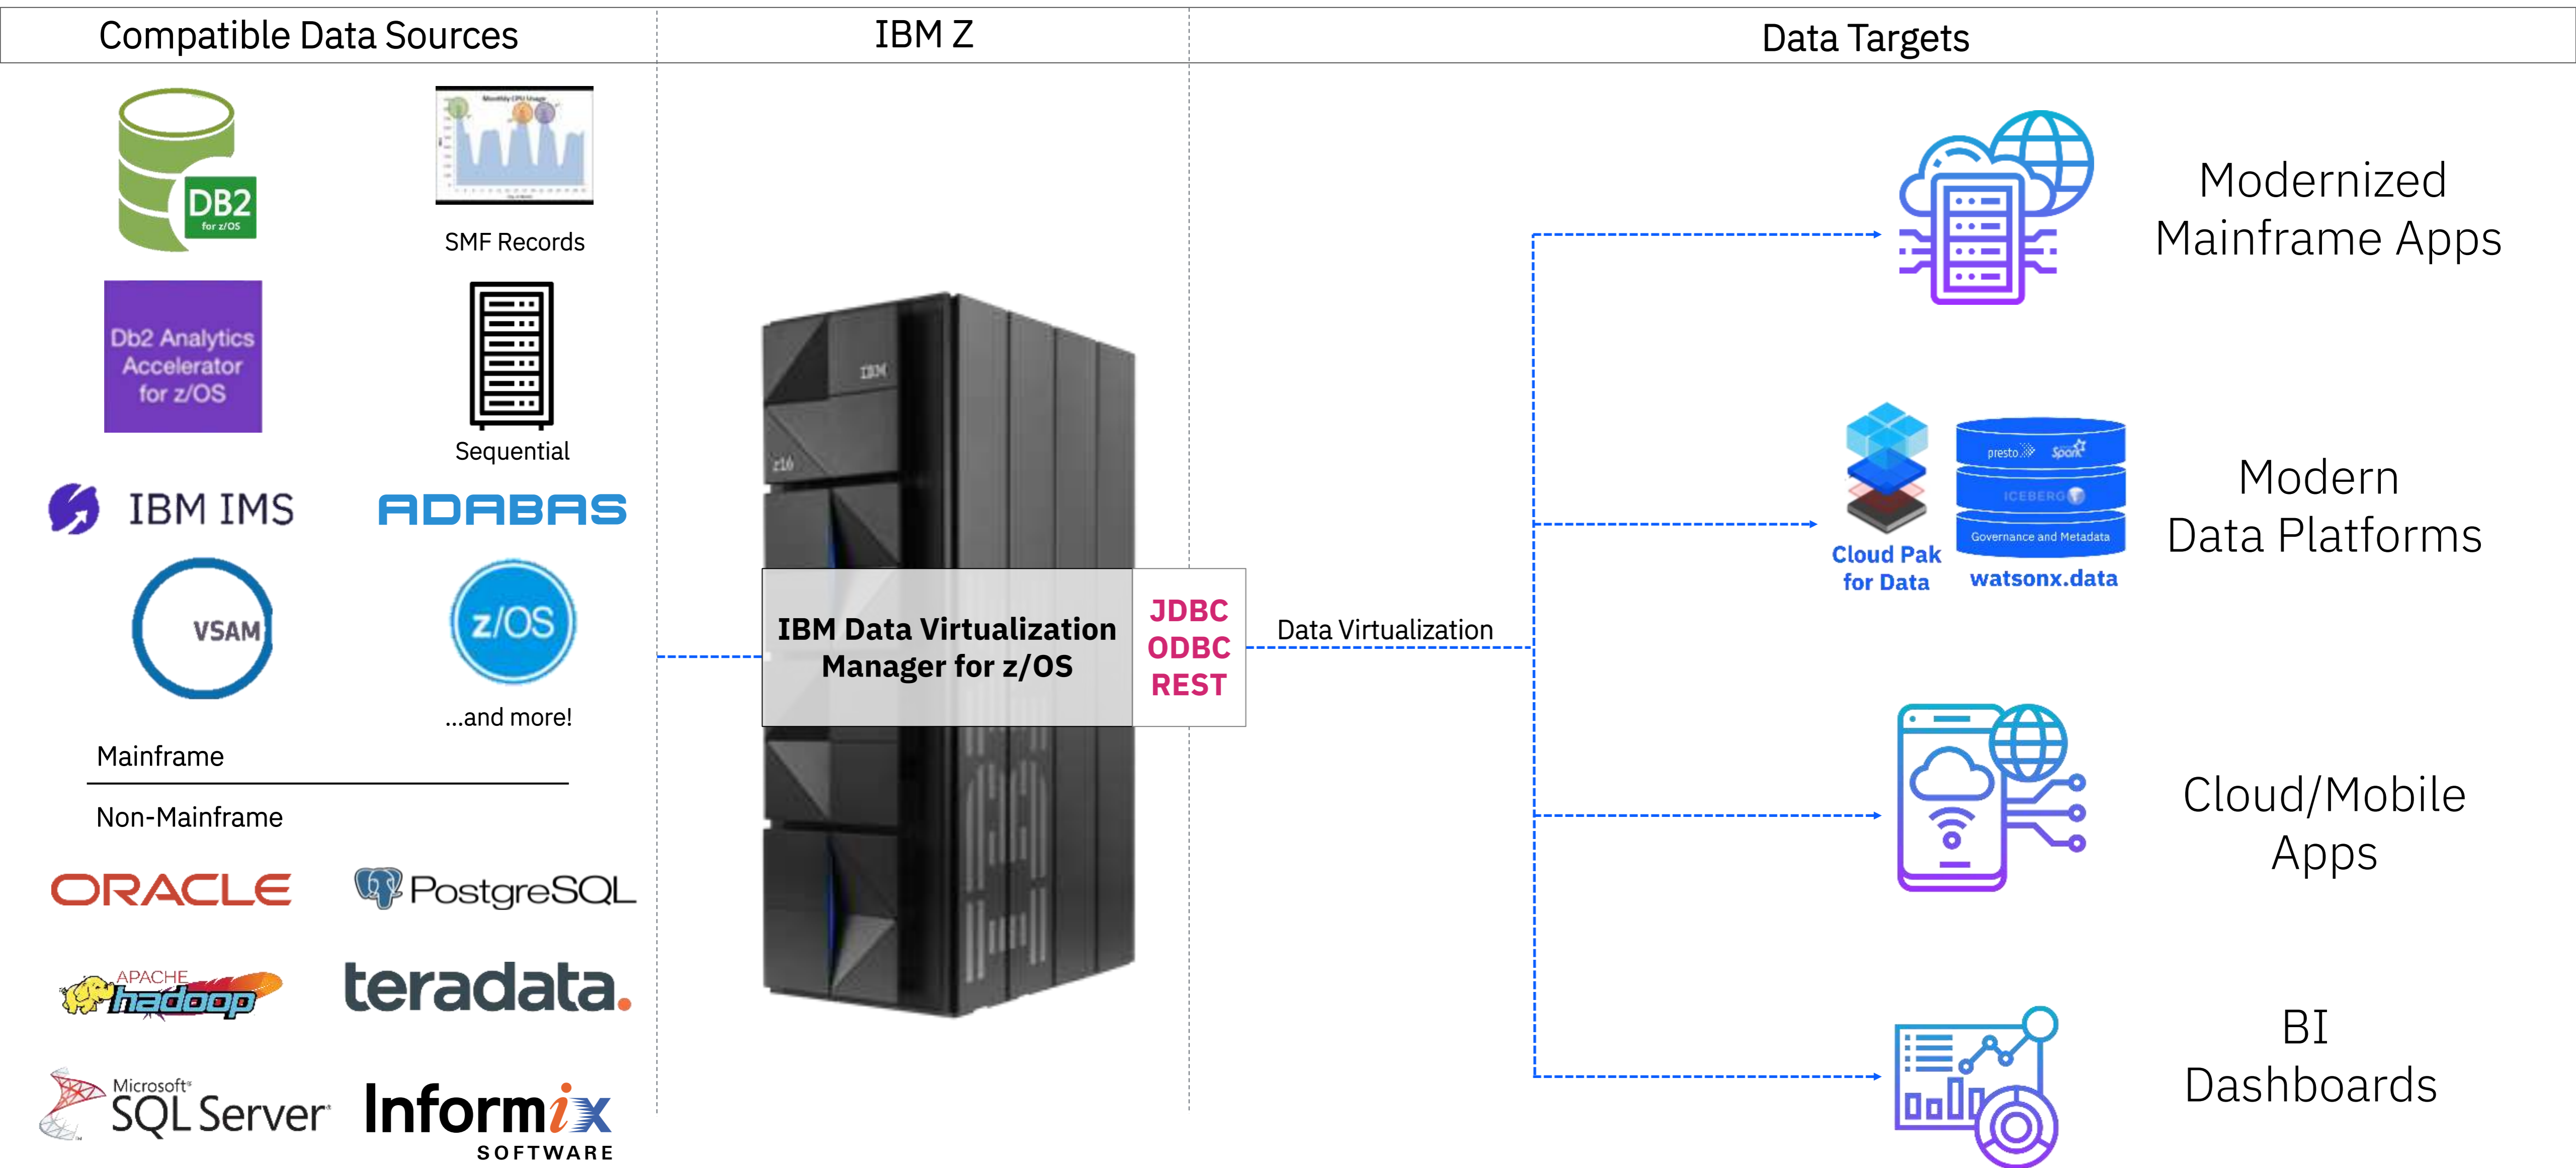 Compatible Data Sources
IBM Z
Data Targets
DB2
for z/OS
Monthly CPU Usage
SMF Records
Db2 Analytics
Accelerator
for z/OS
Sequential
IBM IMS
ADABAS
VSAM
z/OS
...and more!
Mainframe
Non-Mainframe
ORACLE
PostgreSQL
APACHE
hadoop
teradata.
Microsoft®
SQL Server®
Informix
SOFTWARE
IBM
z16
IBM Data Virtualization
Manager for z/OS
JDBC
ODBC
REST
Data Virtualization
Modernized
Mainframe Apps
presto
Spark
ICEBERG
Governance and Metadata
Cloud Pak
for Data
watsonx.data
Modern
Data Platforms
Cloud/Mobile
Apps
BI
Dashboards